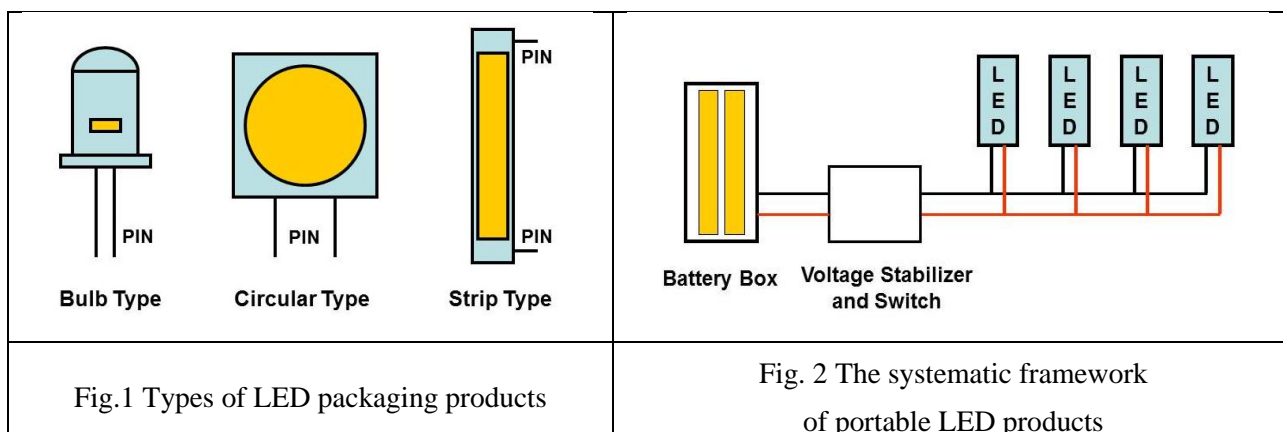 PIN
PIN
PIN
PIN
Bulb Type
Circular Type
Strip Type
L
E
D
L
E
D
L
E
D
L
E
D
Battery Box
Voltage Stabilizer
and Switch
Fig.1 Types of LED packaging products
Fig. 2 The systematic framework
of portable LED products